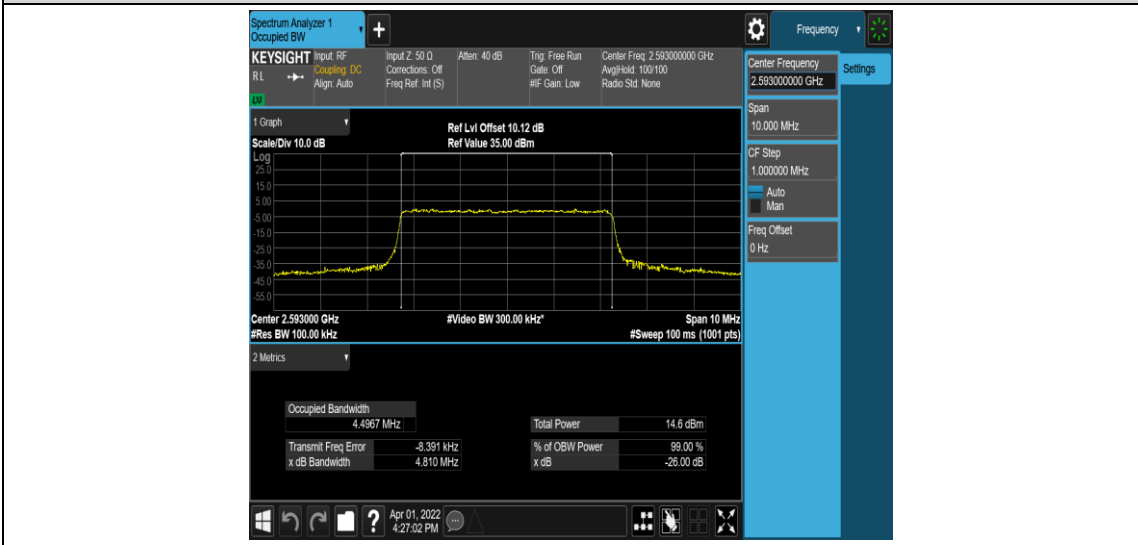 Spectrum Analyzer 1
Occupied BW
+
Frequency
KEYSIGHT
RL
Input: RF
Coupling: DC
Align: Auto
Input Z: 50 Ω
Corrections: Off
Freq Ref: Int (S)
Atten: 40 dB
Trig: Free Run
Gate: Off
#IF Gain: Low
Center Freq: 2.593000000 GHz
Avg|Hold: 100/100
Radio Std: None
Center Frequency
2.593000000 GHz
Settings
Span
10.000 MHz
CF Step
1.000000 MHz
Auto
Man
Freq Offset
0 Hz
1 Graph
Scale/Div 10.0 dB
Ref Lvl Offset 10.12 dB
Ref Value 35.00 dBm
Log
25.0
15.0
5.00
-5.00
-15.0
-25.0
-35.0
-45.0
-55.0
Center 2.593000 GHz
#Video BW 300.00 kHz*
Span 10 MHz
#Res BW 100.00 kHz
#Sweep 100 ms (1001 pts)
2 Metrics
Occupied Bandwidth
4.4967 MHz
Total Power 14.6 dBm
Transmit Freq Error -8.391 kHz
% of OBW Power 99.00 %
x dB Bandwidth 4.810 MHz
x dB -26.00 dB
?
Apr 01, 2022
4:27:02 PM